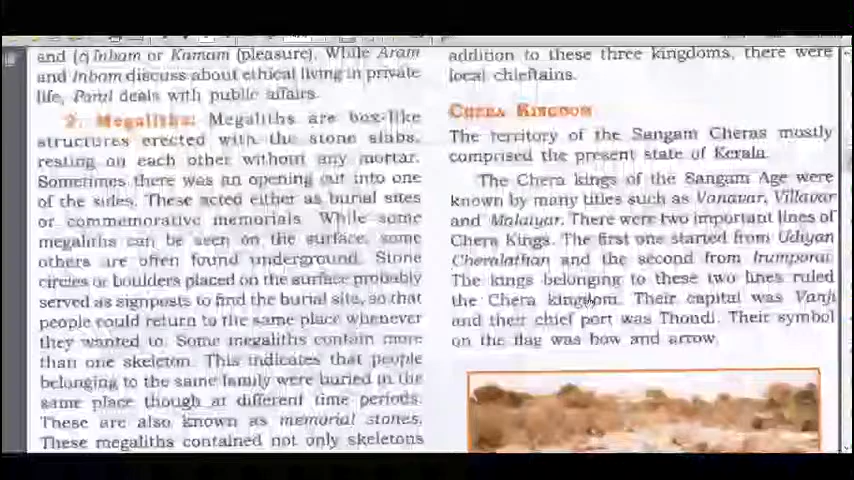 and (c) Inbam or Kamam (pleasure). While Aram
and Inbam discuss about ethical living in private
life, Porul deals with public affairs.
2. Megaliths: Megaliths are box-like
structures erected with the stone slabs,
resting on each other without any mortar.
Sometimes there was an opening cut into one
of the sides. These acted either as burial sites
or commemorative memorials. While some
megaliths can be seen on the surface, some
others are often found underground. Stone
circles or boulders placed on the surface probably
served as signposts to find the burial site, so that
people could return to the same place whenever
they wanted to. Some megaliths contain more
than one skeleton. This indicates that people
belonging to the same family were buried in the
same place though at different time periods.
These are also known as memorial stones.
These megaliths contained not only skeletons
addition to these three kingdoms, there were
local chieftains.
CHERA KINGDOM
The territory of the Sangam Cheras mostly
comprised the present state of Kerala.
The Chera kings of the Sangam Age were
known by many titles such as Vanavar, Villavar
and Malaiyar. There were two important lines of
Chera Kings. The first one started from Udiyan
Cheralathan and the second from Irumporai.
The kings belonging to these two lines ruled
the Chera kingdom. Their capital was Vanji
and their chief port was Thondi. Their symbol
on the flag was bow and arrow.